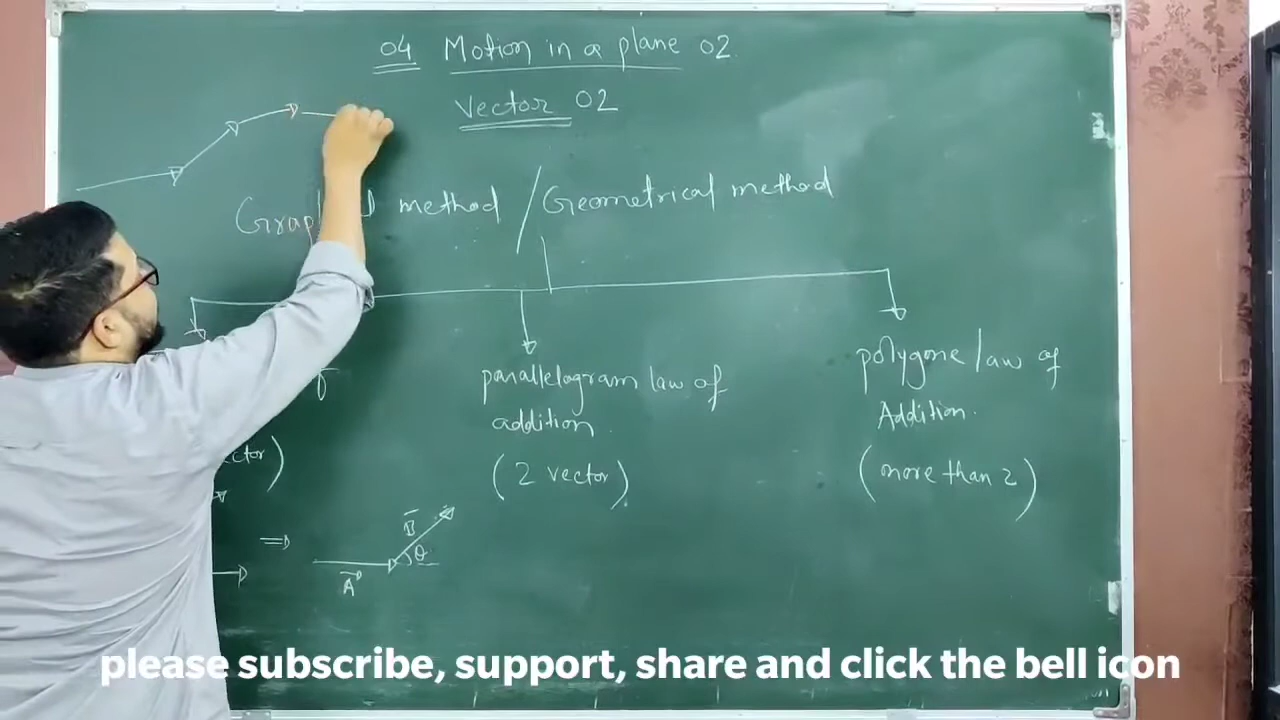 04 Motion in a plane 02
Vector 02
method / Geometrical method
parallelogram law of
addition
(2 vector)
polygone law of
Addition.
(more than 2)
⇒
B
θ
A
please subscribe, support, share and click the bell icon